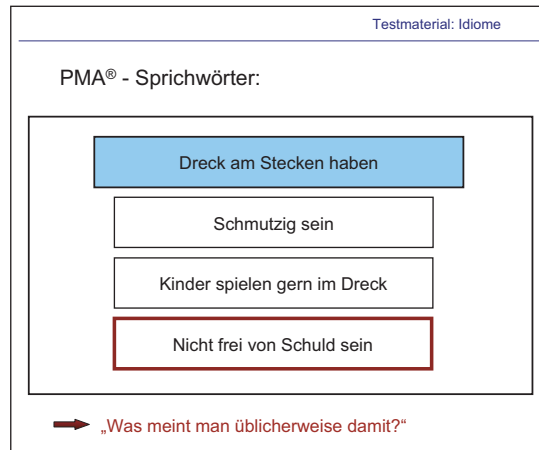 Testmaterial: Idiome
PMA® - Sprichwörter:
Dreck am Stecken haben
Schmutzig sein
Kinder spielen gern im Dreck
Nicht frei von Schuld sein
„Was meint man üblicherweise damit?“